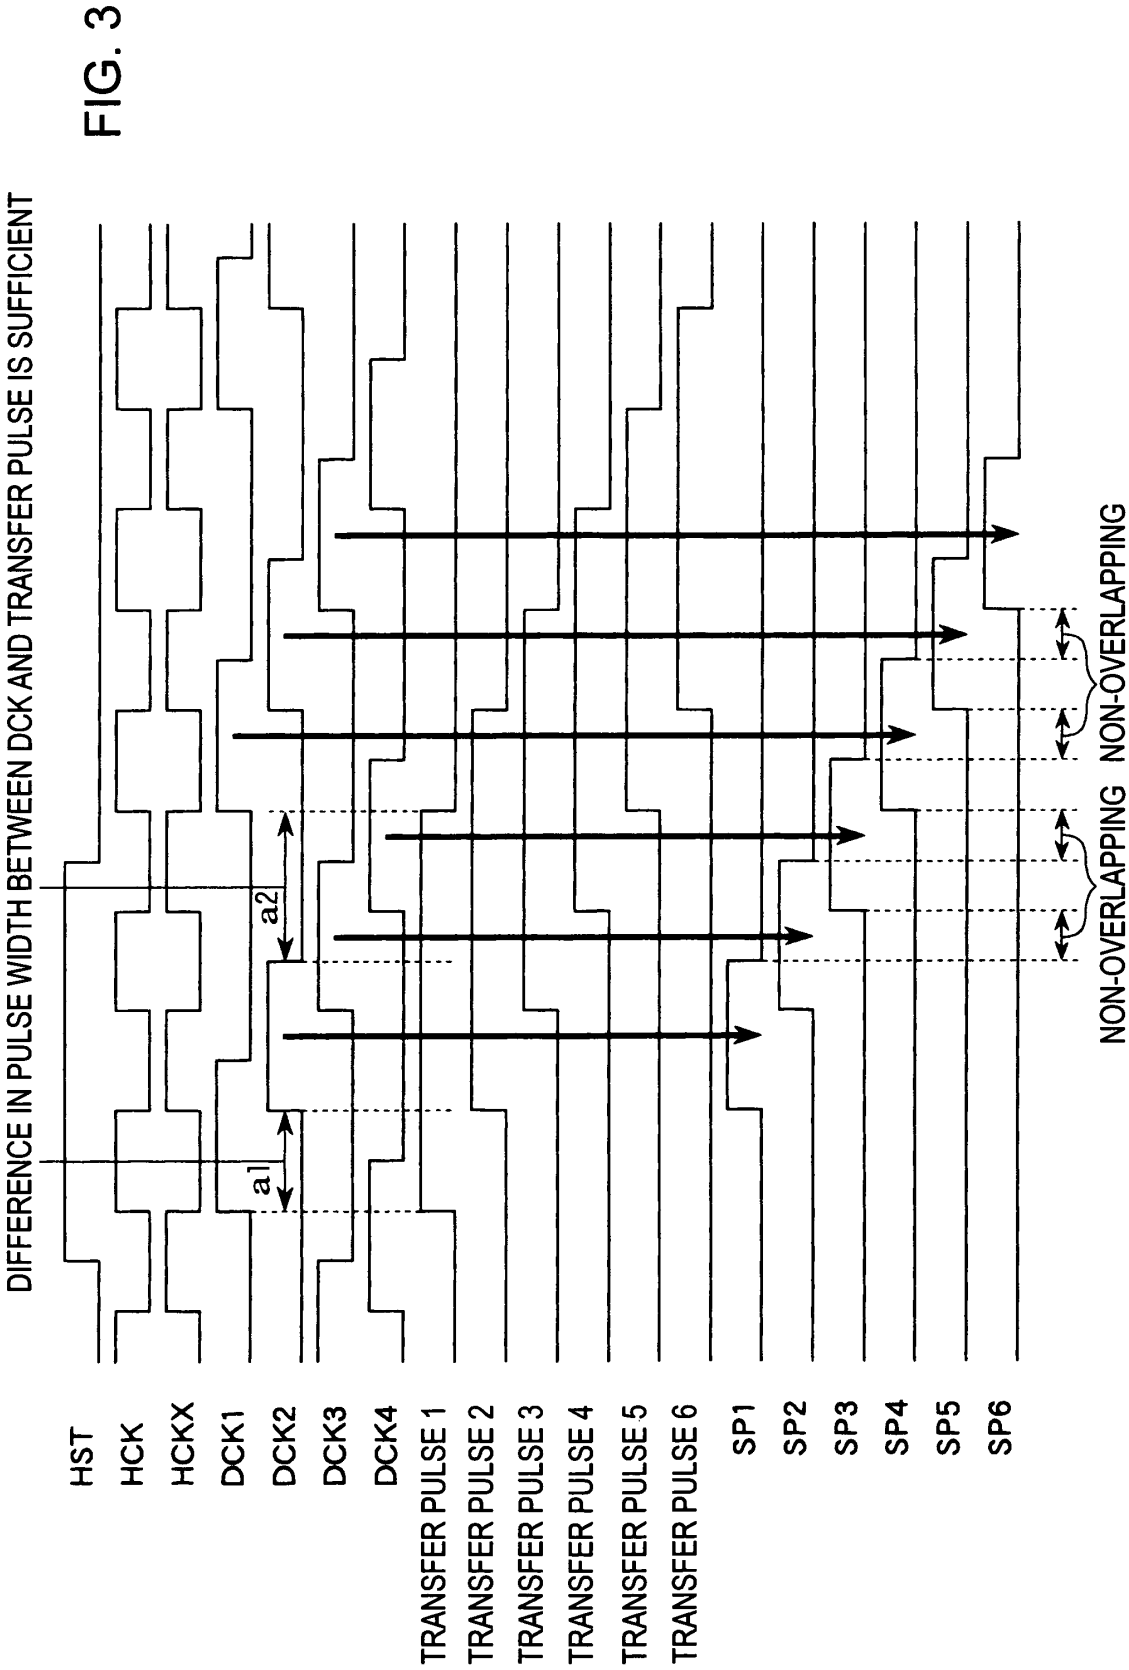 FIG. 3
DIFFERENCE IN PULSE WIDTH BETWEEN DCK AND TRANSFER PULSE IS SUFFICIENT
HST
HCK
HCKX
DCK1
DCK2
a1
a2
DCK3
DCK4
TRANSFER PULSE 1
TRANSFER PULSE 2
TRANSFER PULSE 3
TRANSFER PULSE 4
TRANSFER PULSE 5
TRANSFER PULSE 6
SP1
SP2
SP3
SP4
SP5
SP6
NON-OVERLAPPING
NON-OVERLAPPING